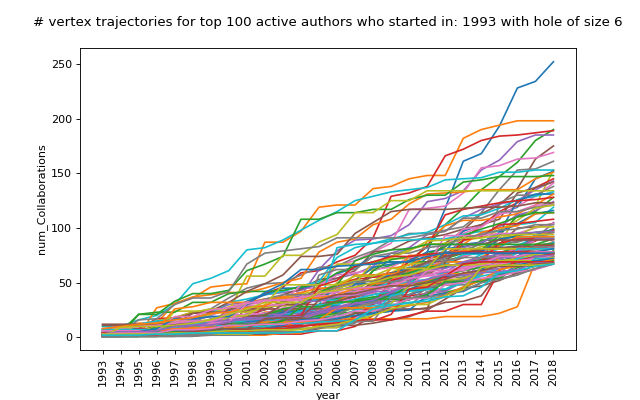 # vertex trajectories for top 100 active authors who started in: 1993 with hole of size 6
250
200
150
100
50
0
num_Collaborations
1993 1994 1995 1996 1997 1998 1999 2000 2001 2002 2003 2004 2005 2006 2007 2008 2009 2010 2011 2012 2013 2014 2015 2016 2017 2018
year